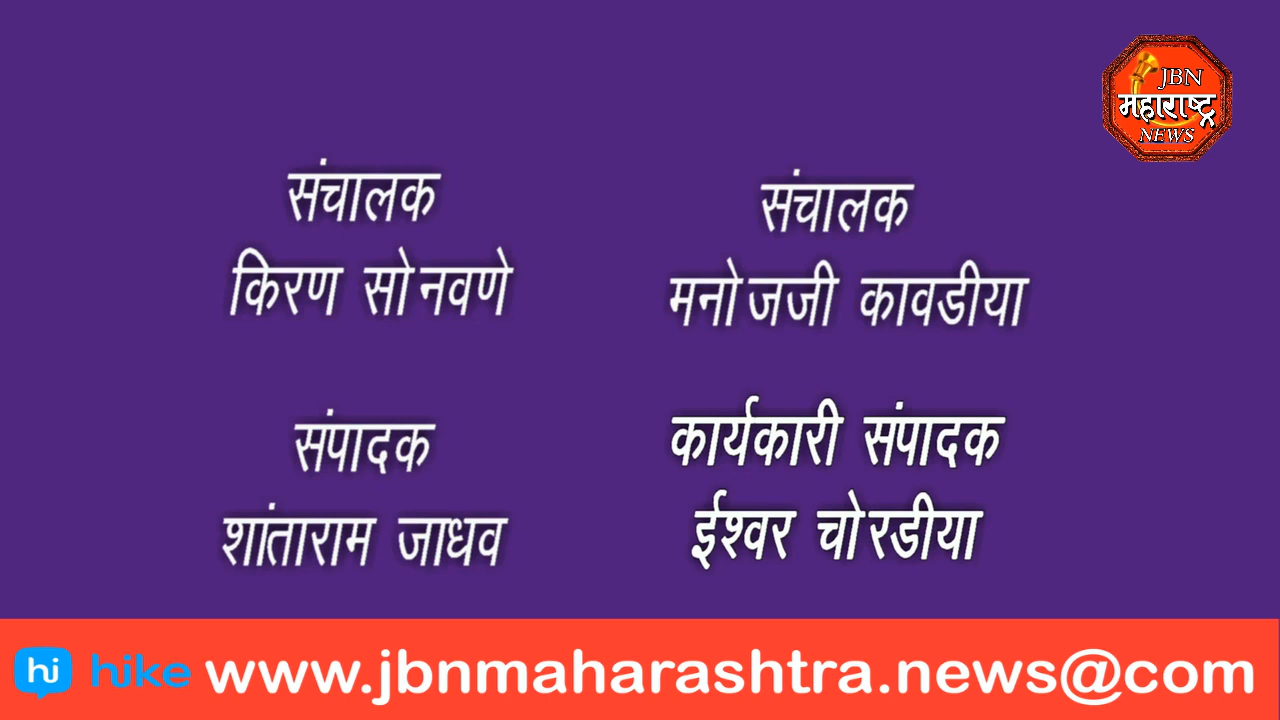 JBN
महाराष्ट्र
NEWS
संचालक
किरण सोनवणे
संचालक
मनोजजी कावडीया
संपादक
शांताराम जाधव
कार्यकारी संपादक
ईश्वर चोरडीया
hi hike www.jbnmaharashtra.news@com